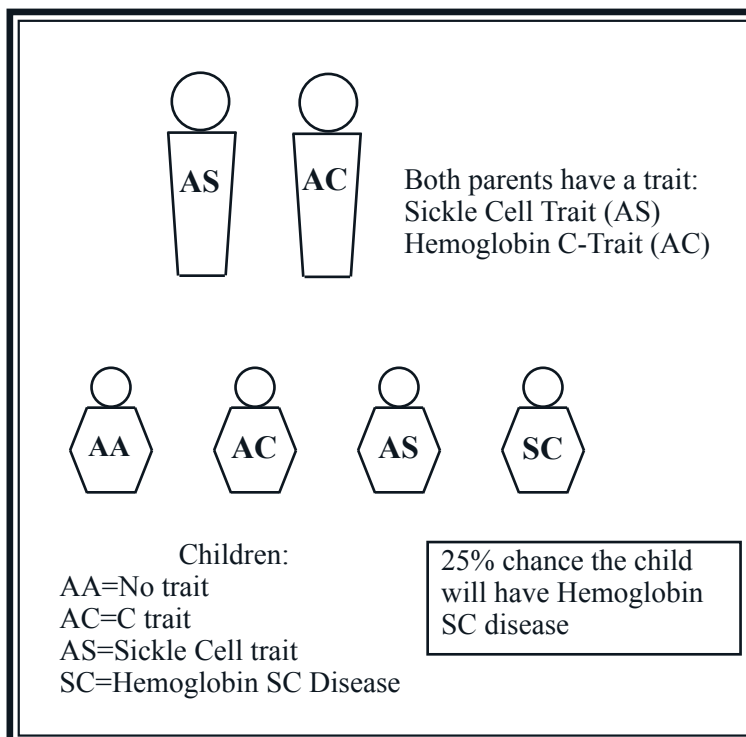 AS
AC
Both parents have a trait:
Sickle Cell Trait (AS)
Hemoglobin C-Trait (AC)
AA
AC
AS
SC
Children:
AA=No trait
AC=C trait
AS=Sickle Cell trait
SC=Hemoglobin SC Disease
25% chance the child
will have Hemoglobin
SC disease